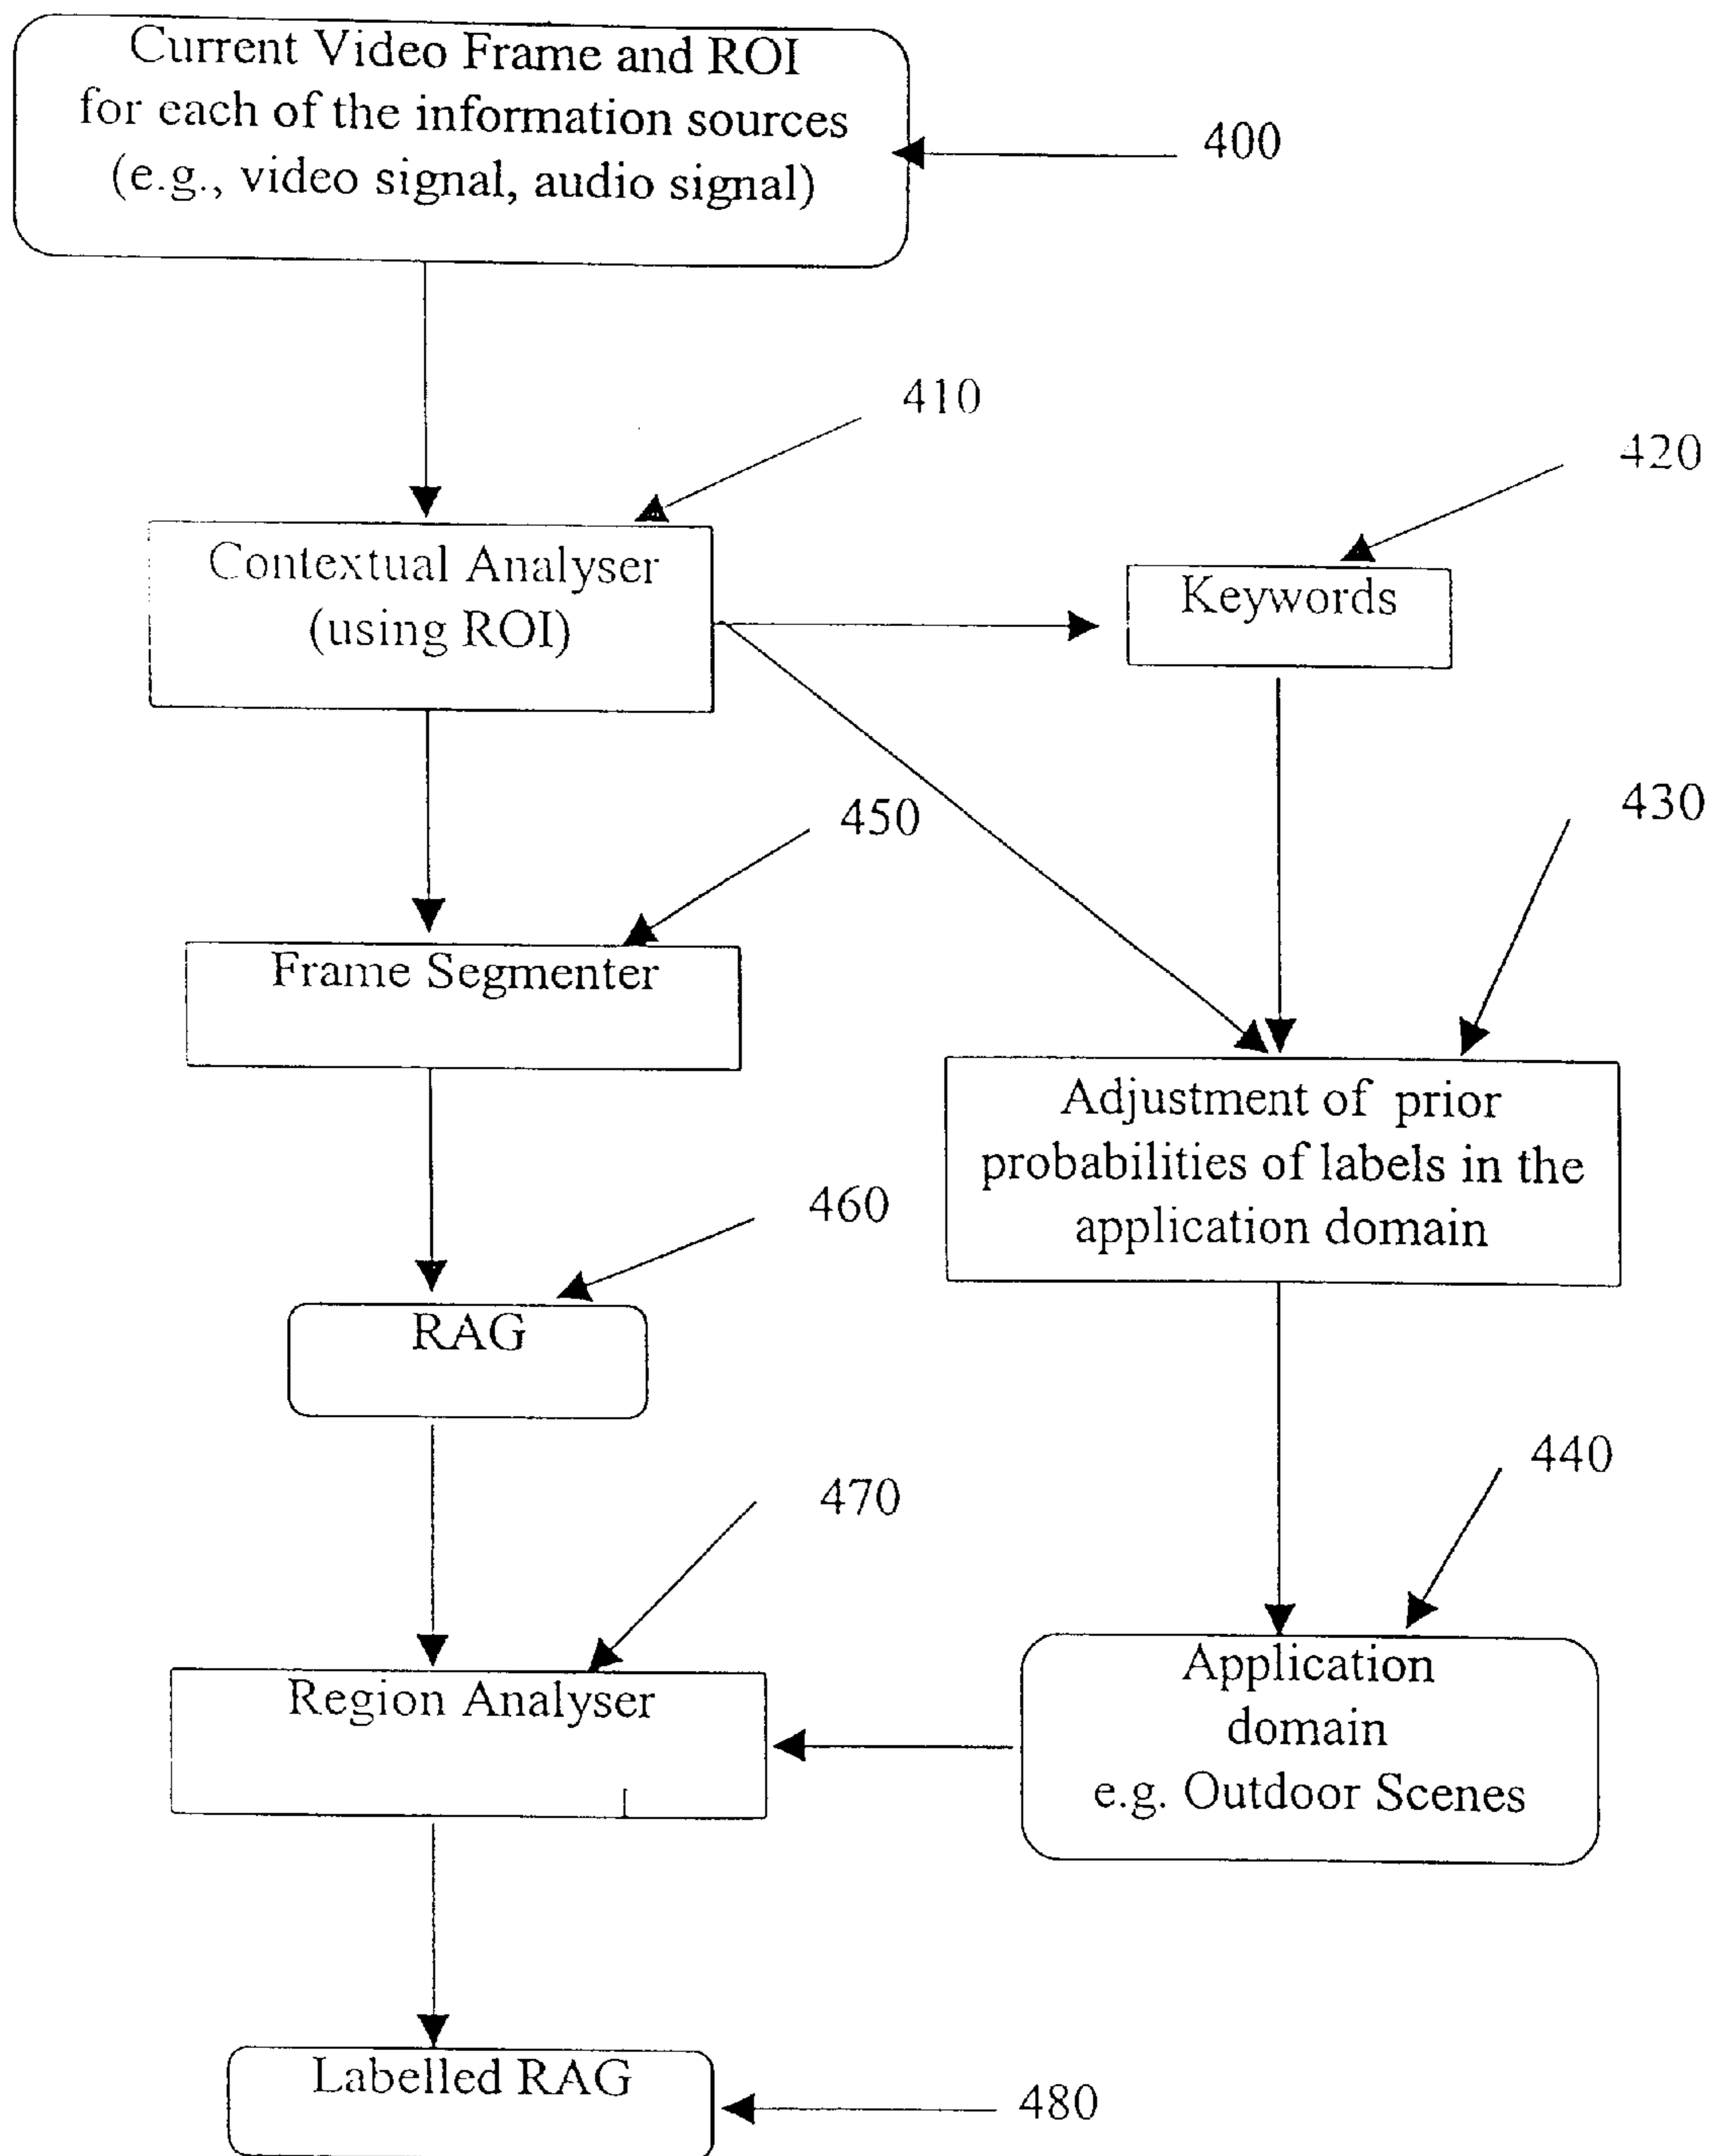 Current Video Frame and ROI
for each of the information sources
(e.g., video signal, audio signal)
400
410
420
Contextual Analyser
(using ROI)
Keywords
450
430
Frame Segmenter
Adjustment of prior
probabilities of labels in the
application domain
460
RAG
470
440
Region Analyser
Application
domain
e.g. Outdoor Scenes
Labelled RAG
480